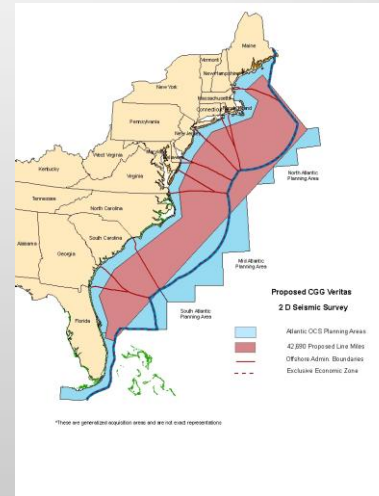 Maine
Vermont
New Hampshire
New York
Massachusetts
Connecticut
Pennsylvania
New Jersey
West Virginia
Kentucky
Virginia
Tennessee
North Carolina
South Carolina
Alabama
Georgia
Florida
North Atlantic
Planning Area
Mid Atlantic
Planning Area
South Atlantic
Planning Area
Proposed CGG Veritas
2 D Seismic Survey
Atlantic OCS Planning Areas
42,890 Proposed Line Miles
Offshore Admin. Boundaries
Exclusive Economic Zone
*These are generalized acquisition areas and are not exact representations